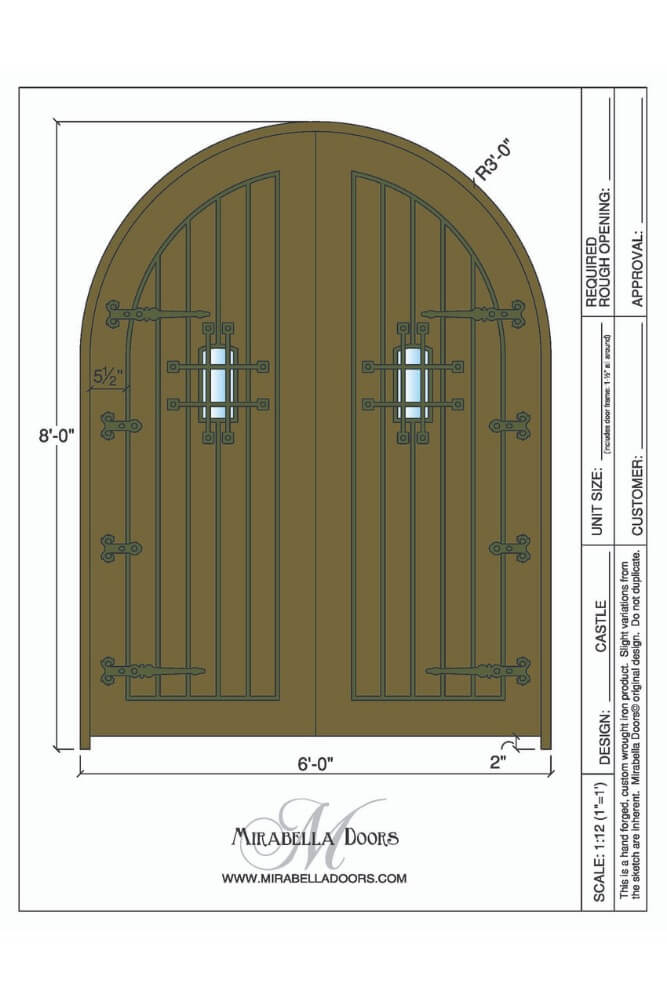 R3'-0"
5½"
8'-0"
6'-0"
2"
MIRABELLA DOORS
M
WWW.MIRABELLADOORS.COM
REQUIRED
ROUGH OPENING:
APPROVAL:
UNIT SIZE:
(includes door frame: 1-½" all around)
CUSTOMER:
DESIGN: CASTLE
SCALE: 1:12 (1"=1')
This is a hand forged, custom wrought iron product. Slight variations from
the sketch are inherent. Mirabella Doors© original design. Do not duplicate.